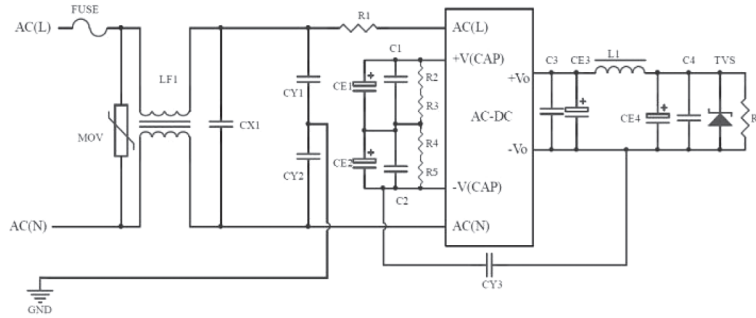 FUSE
AC(L)
R1
AC(L)
LF1
C1
+V(CAP)
R2
C3
CE3
L1
C4
TVS
CE1
R3
+Vo
CY1
MOV
CX1
AC-DC
CE4
R
CE2
R4
CY2
R5
-Vo
-V(CAP)
C2
AC(N)
AC(N)
CY3
GND